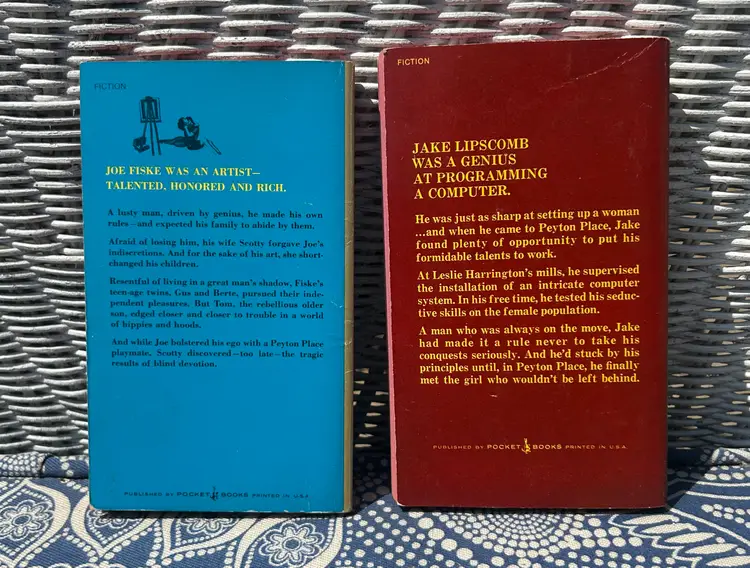 FICTION
JOE FISKE WAS AN ARTIST—
TALENTED, HONORED AND RICH.
A lusty man, driven by genius, he made his own
rules—and expected his family to abide by them.
Afraid of losing him, his wife Scotty forgave Joe's
indiscretions. And for the sake of his art, she short-
changed his children.
Resentful of living in a great man's shadow, Fiske's
teen-age twins, Gus and Berte, pursued their inde-
pendent pleasures. But Tom, the rebellious older
son, edged closer and closer to trouble in a world
of hippies and hoods.
And while Joe bolstered his ego with a Peyton Place
playmate, Scotty discovered—too late—the tragic
results of blind devotion.
PUBLISHED BY POCKET BOOKS PRINTED IN U.S.A.
FICTION
JAKE LIPSCOMB
WAS A GENIUS
AT PROGRAMMING
A COMPUTER.
He was just as sharp at setting up a woman
...and when he came to Peyton Place, Jake
found plenty of opportunity to put his
formidable talents to work.
At Leslie Harrington's mills, he supervised
the installation of an intricate computer
system. In his free time, he tested his seduc-
tive skills on the female population.
A man who was always on the move, Jake
had made it a rule never to take his
conquests seriously. And he'd stuck by his
principles until, in Peyton Place, he finally
met the girl who wouldn't be left behind.
PUBLISHED BY POCKET BOOKS PRINTED IN U.S.A.